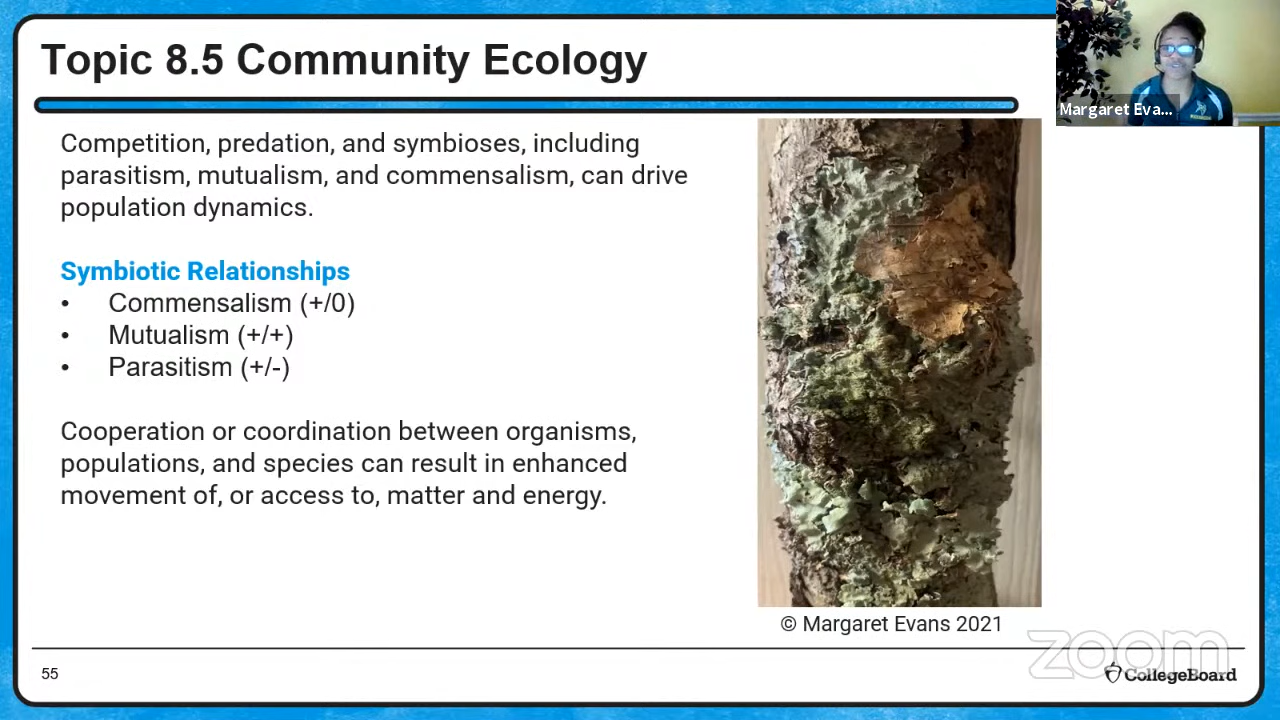 Topic 8.5 Community Ecology
Margaret Eva...
Competition, predation, and symbioses, including
parasitism, mutualism, and commensalism, can drive
population dynamics.
Symbiotic Relationships
• Commensalism (+/0)
• Mutualism (+/+)
• Parasitism (+/-)
Cooperation or coordination between organisms,
populations, and species can result in enhanced
movement of, or access to, matter and energy.
© Margaret Evans 2021
zoom
55
CollegeBoard